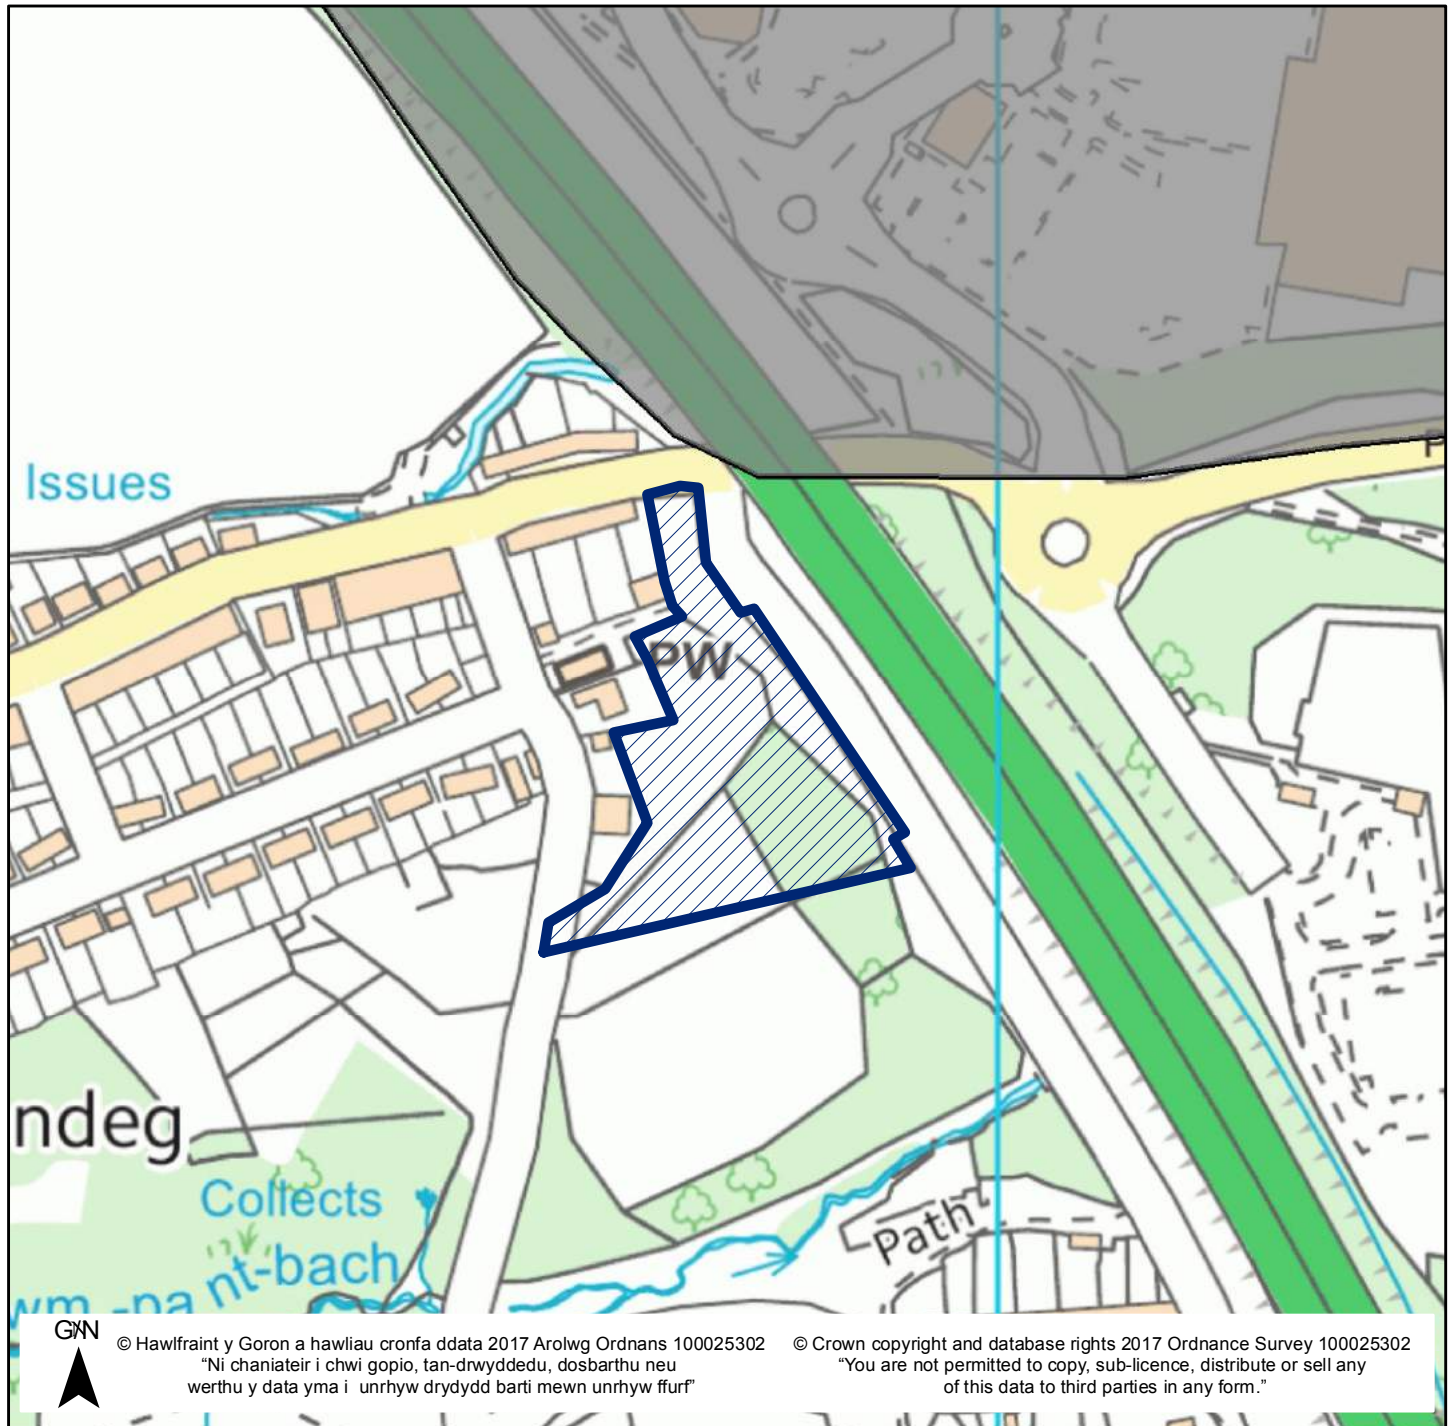 Issues
PW
ndeg
Collects
nt-bach
wm -pa
Path
G/N
© Hawlfraint y Goron a hawliau cronfa ddata 2017 Arolwg Ordnans 100025302
“Ni chaniateir i chwi gopio, tan-drwyddedu, dosbarthu neu
werthu y data yma i unrhyw drydydd barti mewn unrhyw ffurf”
© Crown copyright and database rights 2017 Ordnance Survey 100025302
“You are not permitted to copy, sub-licence, distribute or sell any
of this data to third parties in any form.”